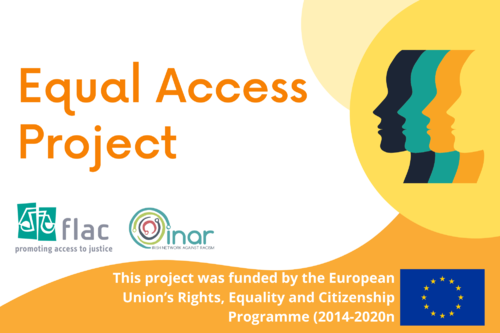 Equal Access
Project
flac
promoting access to justice
inar
IRISH NETWORK AGAINST RACISM
This project was funded by the European
Union's Rights, Equality and Citizenship
Programme (2014-2020n